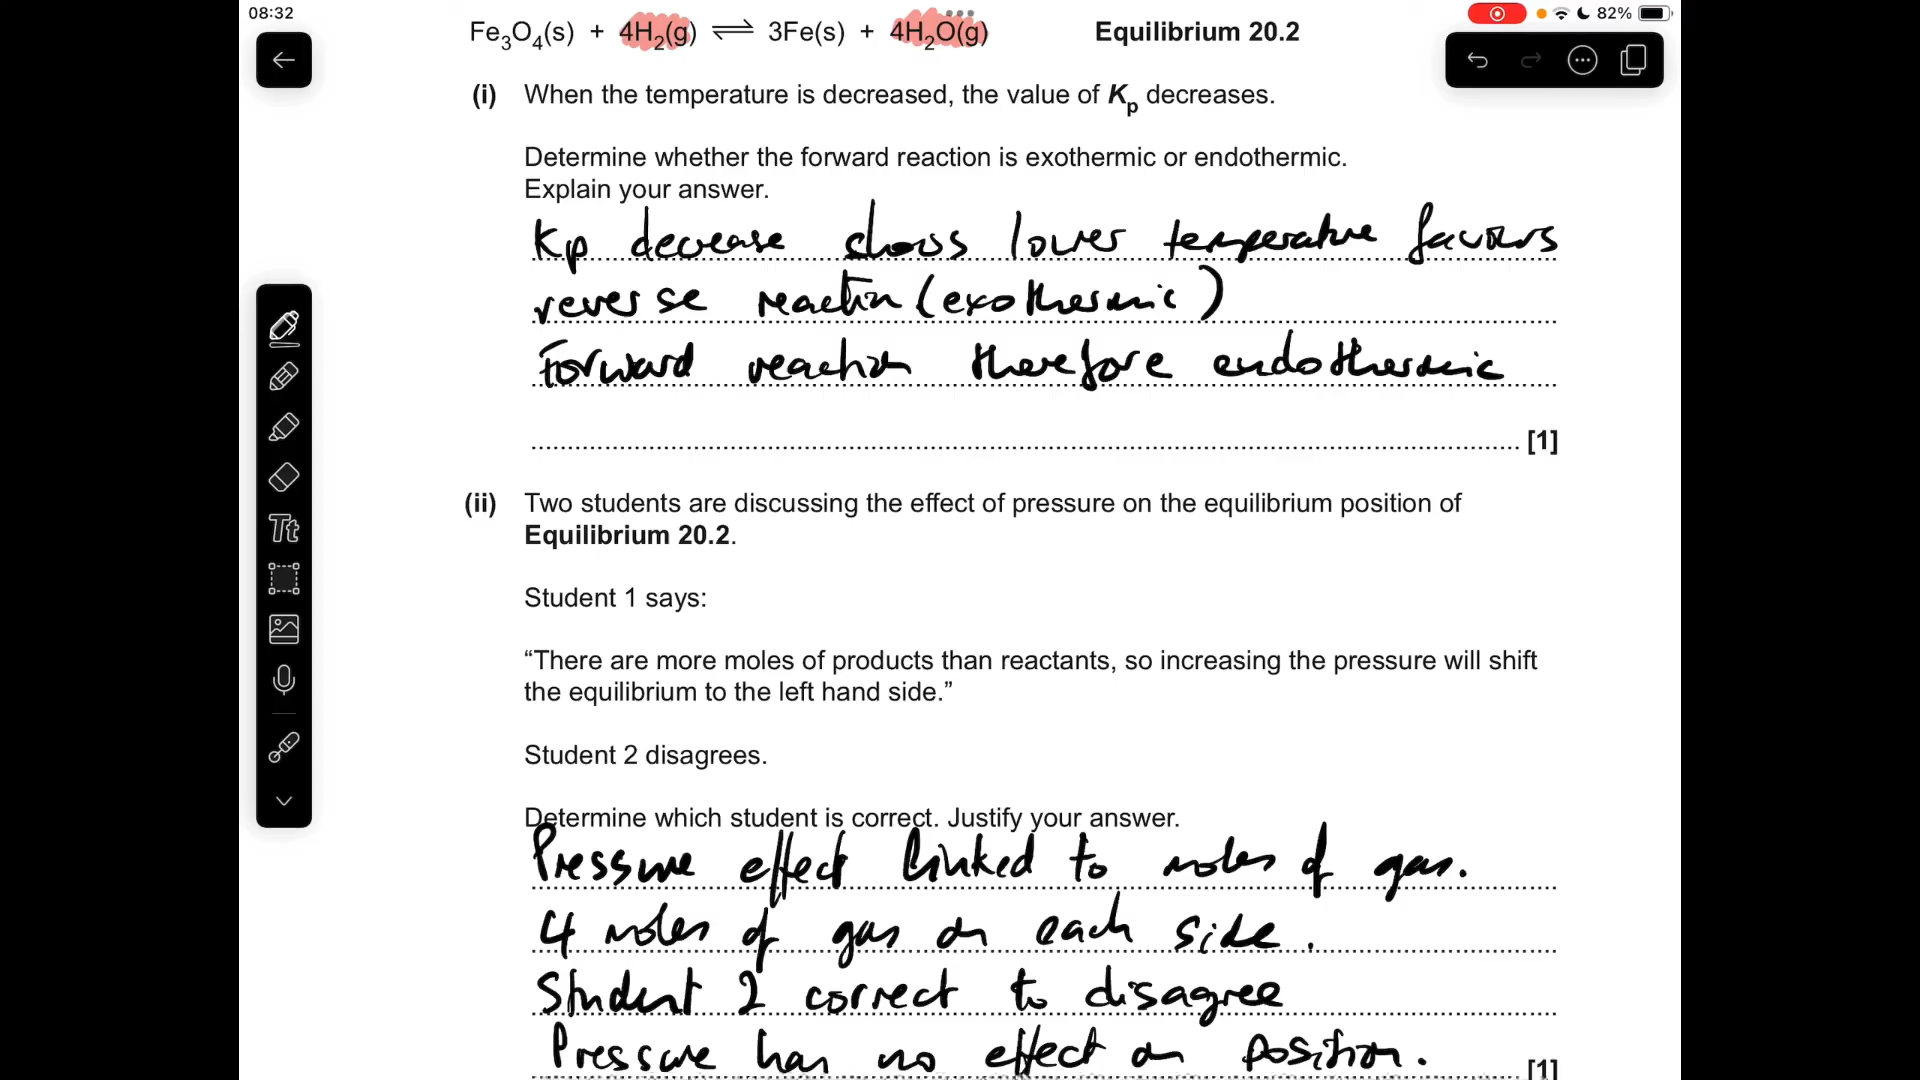 08:32
82%
Fe3O4(s) + 4H2(g) ⇌ 3Fe(s) + 4H2O(g) Equilibrium 20.2
(i) When the temperature is decreased, the value of Kp decreases.
Determine whether the forward reaction is exothermic or endothermic.
Explain your answer.
Kp decrease shows lower temperature favours
reverse reaction (exothermic)
Forward reaction therefore endothermic
[1]
(ii) Two students are discussing the effect of pressure on the equilibrium position of
Equilibrium 20.2.
Student 1 says:
“There are more moles of products than reactants, so increasing the pressure will shift
the equilibrium to the left hand side.”
Student 2 disagrees.
Determine which student is correct. Justify your answer.
Pressure effect linked to moles of gas.
4 moles of gas on each side.
Student 2 correct to disagree
Pressure has no effect on position.
[1]
Tt